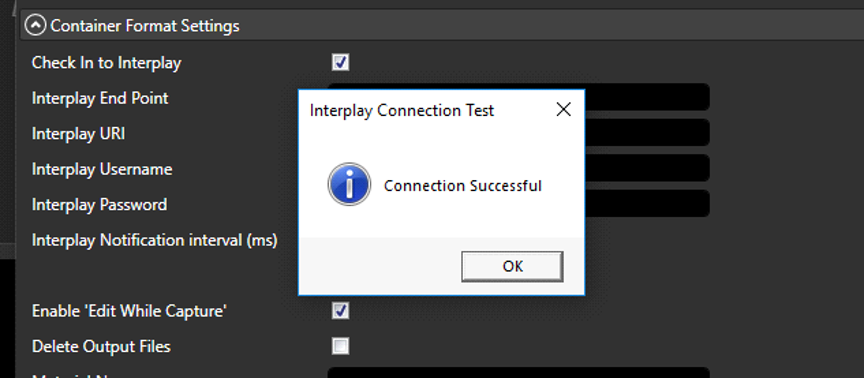 Container Format Settings
Check In to Interplay
Interplay End Point
Interplay Connection Test
Interplay URI
Interplay Username
Connection Successful
Interplay Password
Interplay Notification interval (ms)
OK
Enable 'Edit While Capture'
Delete Output Files